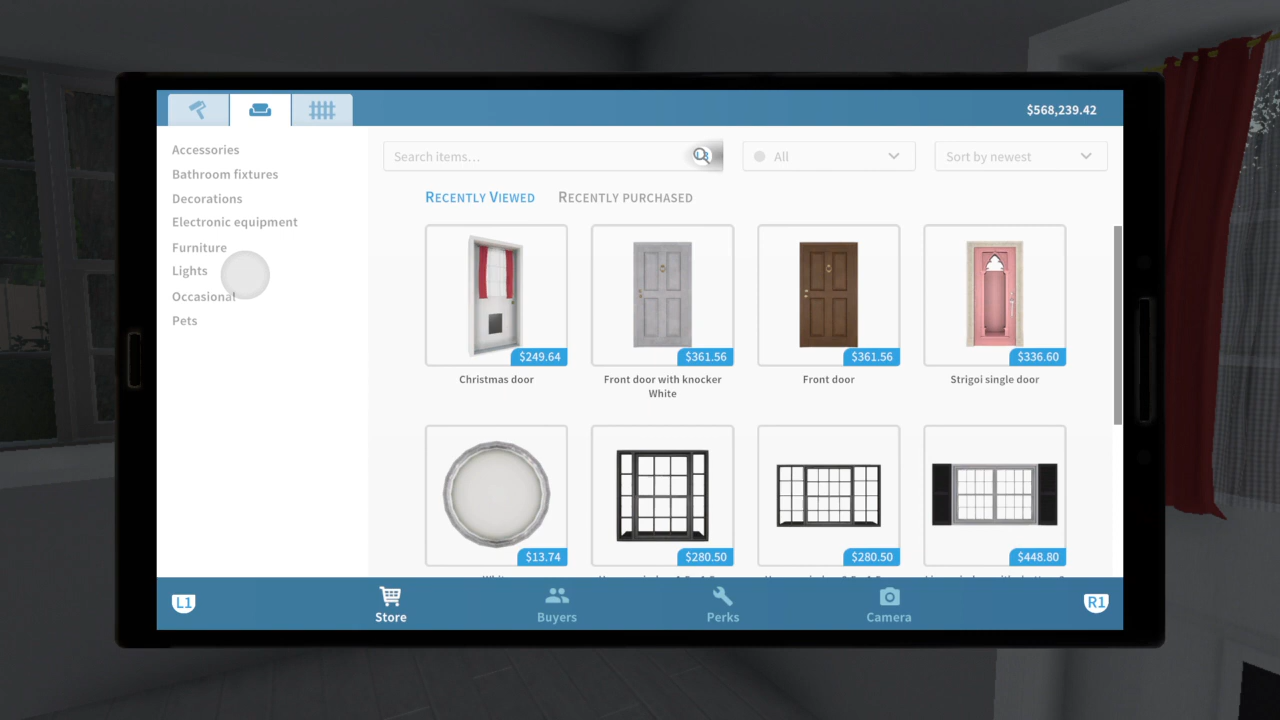 $568,239.42
Search items...
All
Sort by newest
Accessories
Bathroom fixtures
Decorations
Electronic equipment
Furniture
Lights
Occasional
Pets
Recently Viewed
Recently purchased
$249.64
$361.56
$361.56
$336.60
Christmas door
Front door with knocker
White
Front door
Strigoi single door
$13.74
$280.50
$280.50
$448.80
L1
Store
Buyers
Perks
Camera
R1